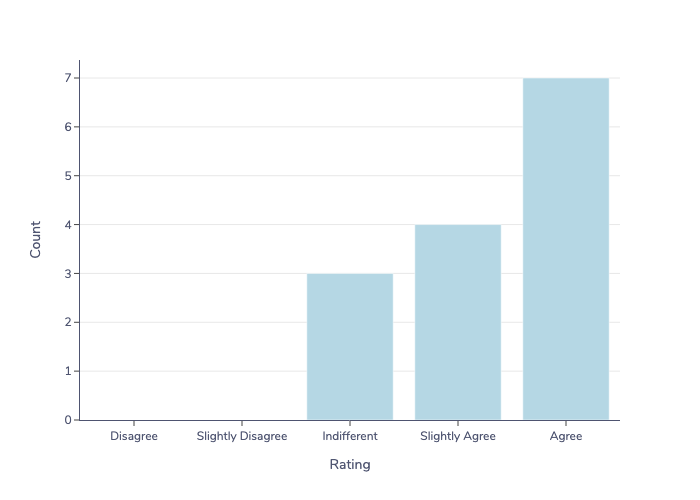 7
6
5
4
3
2
1
0
Count
Disagree
Slightly Disagree
Indifferent
Slightly Agree
Agree
Rating